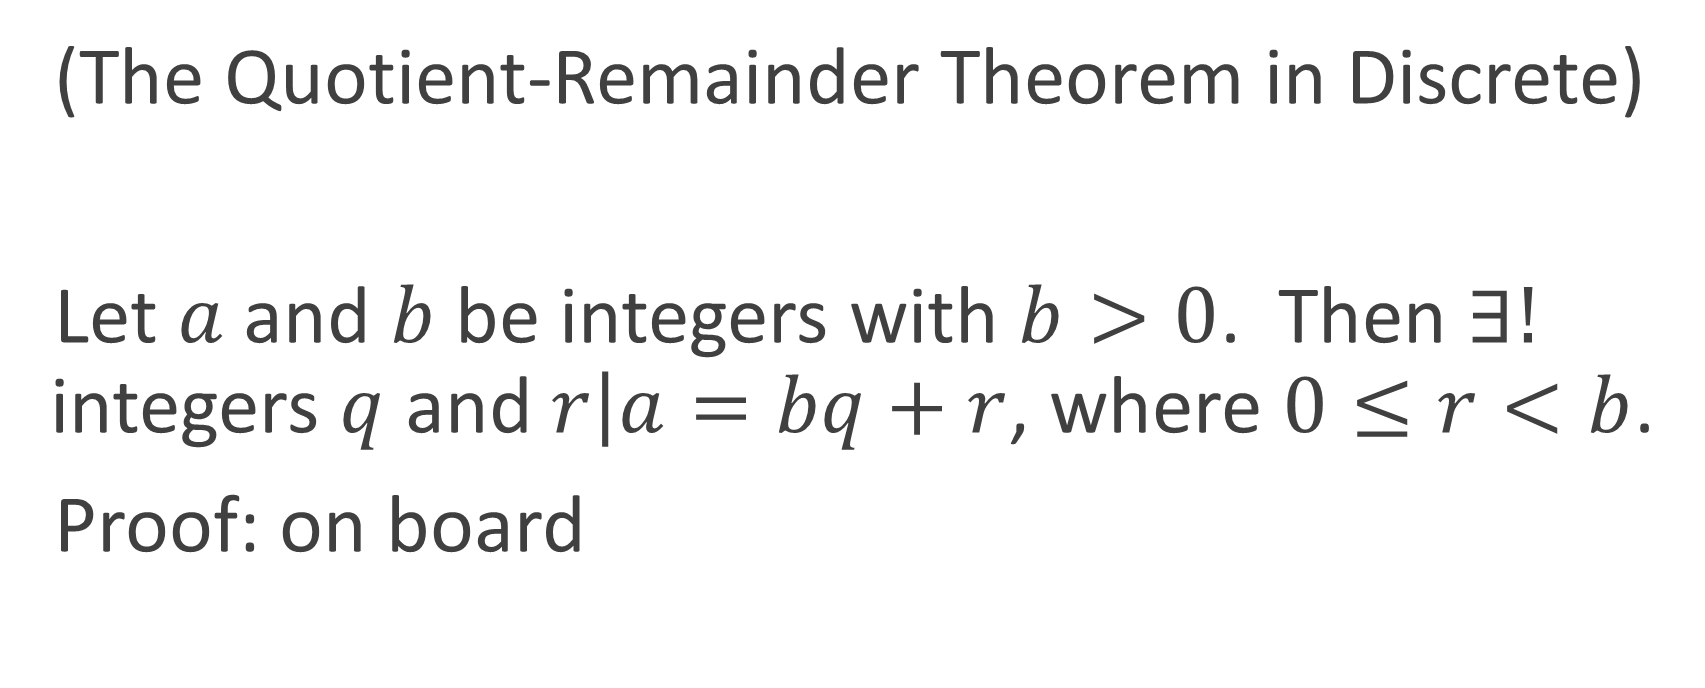 (The Quotient-Remainder Theorem in Discrete)
Let a and b be integers with b > 0. Then ∃!
integers q and r|a = bq + r, where 0 ≤ r < b.
Proof: on board